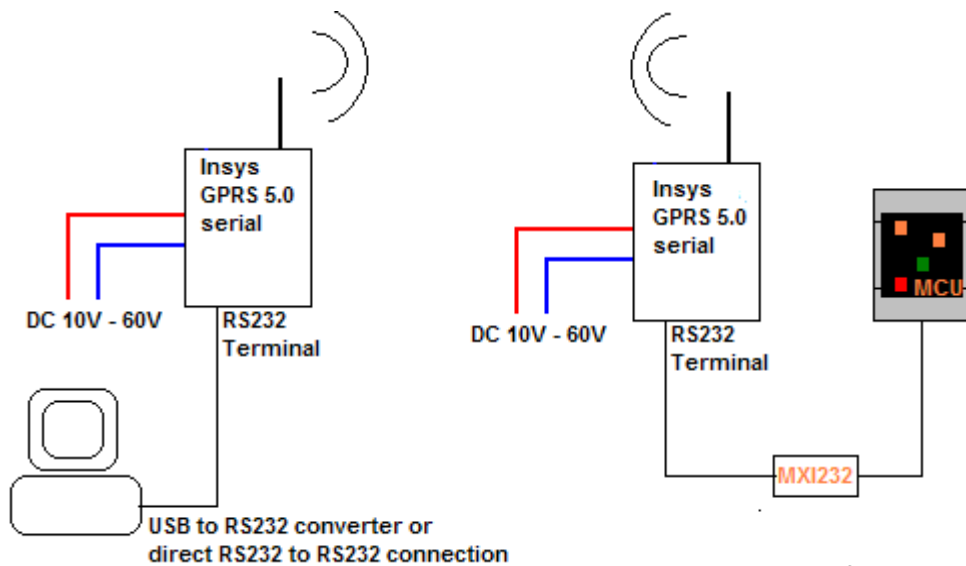 Insys
GPRS 5.0
serial
DC 10V - 60V
RS232
Terminal
USB to RS232 converter or
direct RS232 to RS232 connection
Insys
GPRS 5.0
serial
DC 10V - 60V
RS232
Terminal
MXI232
MCU